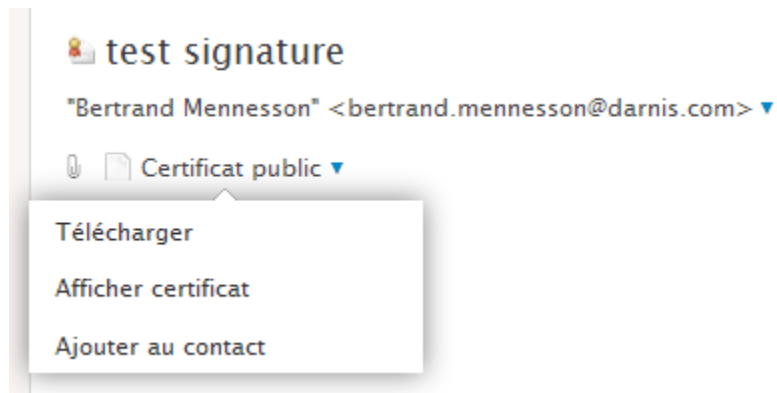 test signature
"Bertrand Mennesson" <bertrand.mennesson@darnis.com>
Certificat public
Télécharger
Afficher certificat
Ajouter au contact